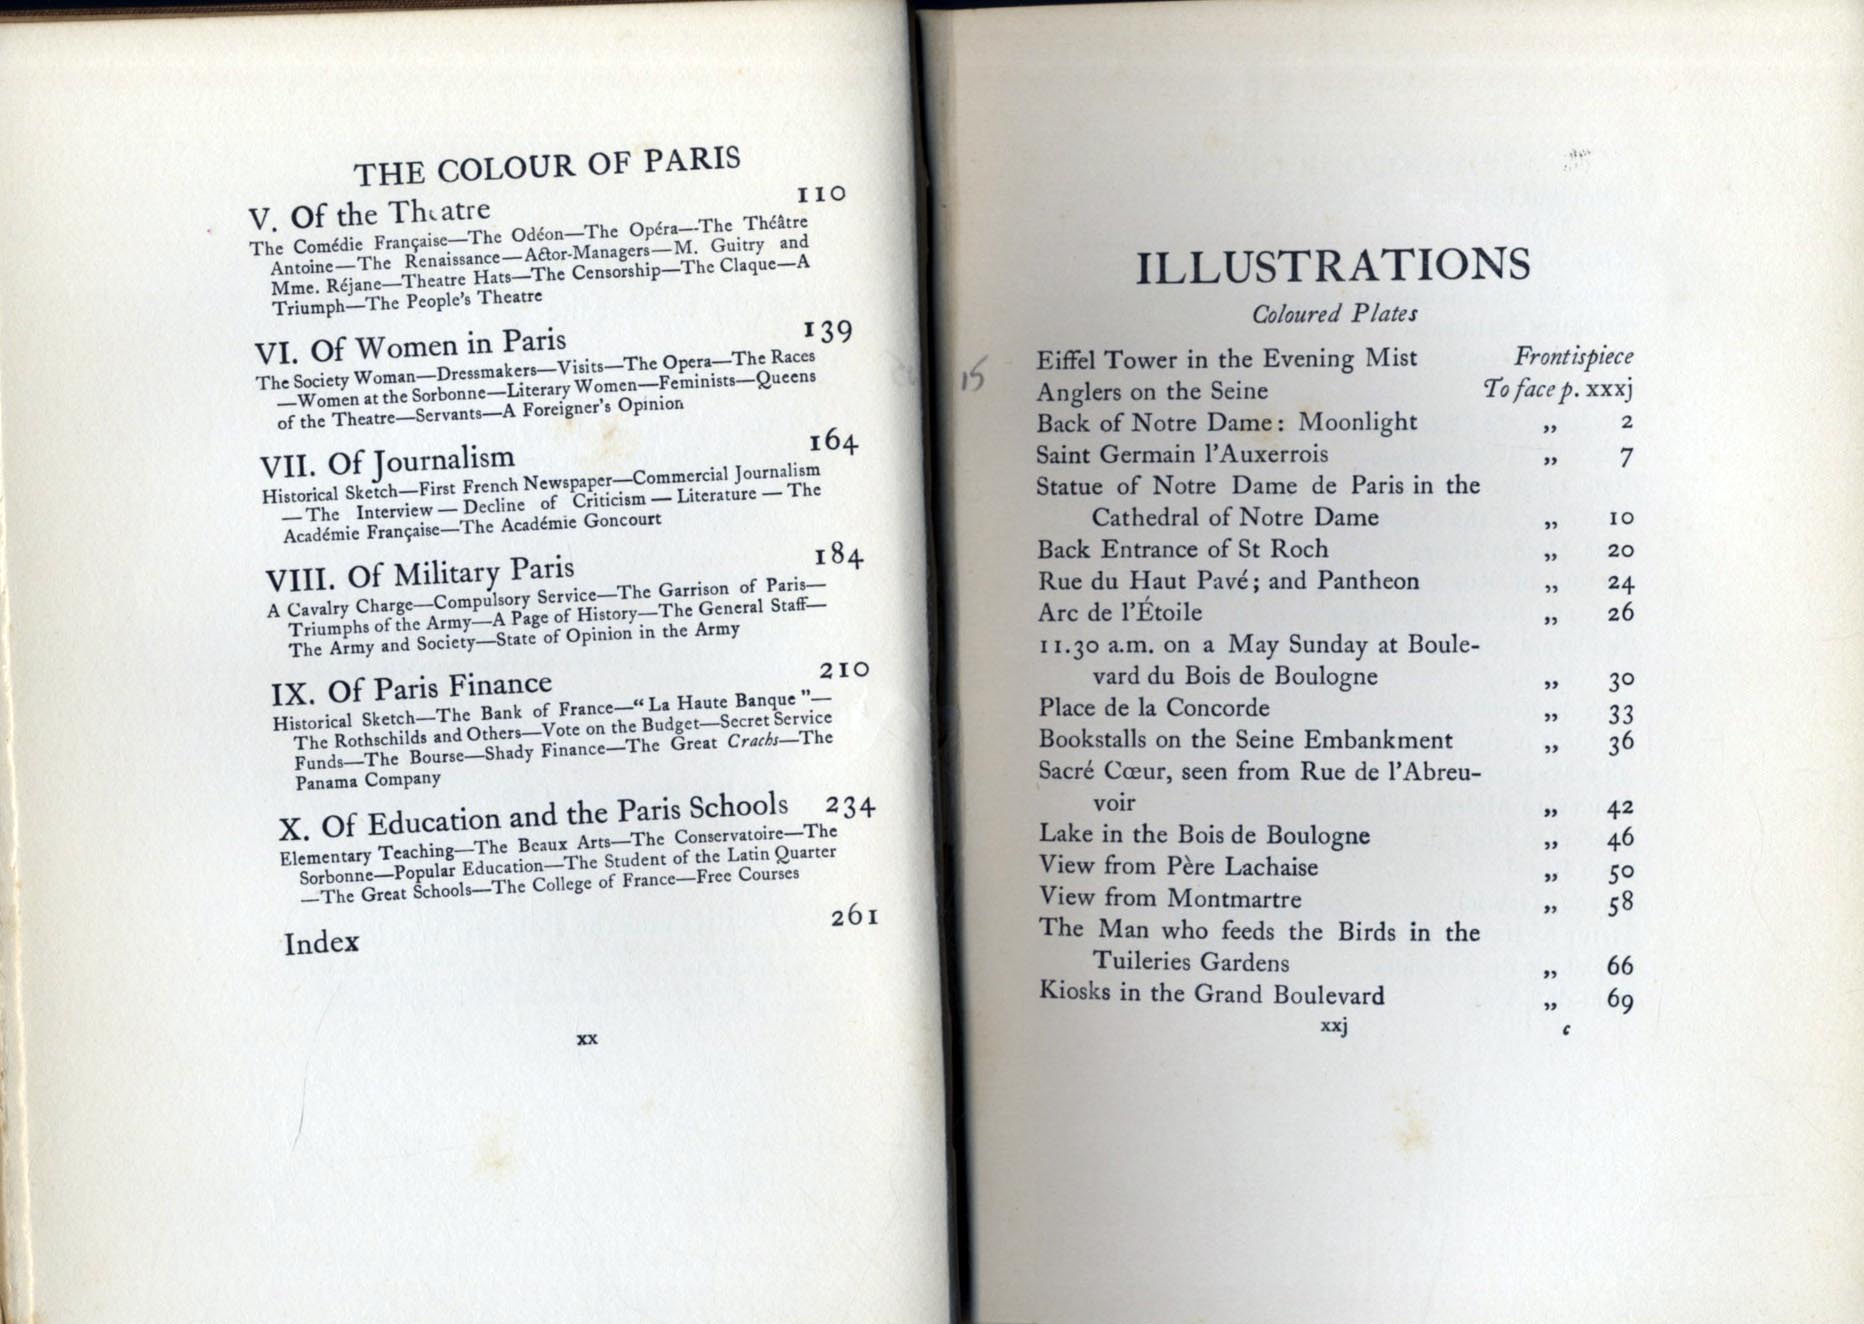 THE COLOUR OF PARIS
V. Of the Theatre 110
The Comédie Française—The Odéon—The Opéra—The Théâtre
Antoine—The Renaissance—Actor-Managers—M. Guitry and
Mme. Réjane—Theatre Hats—The Censorship—The Claque—A
Triumph—The People's Theatre
VI. Of Women in Paris 139
The Society Woman—Dressmakers—Visits—The Opera—The Races
—Women at the Sorbonne—Literary Women—Feminists—Queens
of the Theatre—Servants—A Foreigner's Opinion
VII. Of Journalism 164
Historical Sketch—First French Newspaper—Commercial Journalism
—The Interview—Decline of Criticism—Literature—The
Académie Française—The Académie Goncourt
VIII. Of Military Paris 184
A Cavalry Charge—Compulsory Service—The Garrison of Paris—
Triumphs of the Army—A Page of History—The General Staff—
The Army and Society—State of Opinion in the Army
IX. Of Paris Finance 210
Historical Sketch—The Bank of France—"La Haute Banque"—
The Rothschilds and Others—Vote on the Budget—Secret Service
Funds—The Bourse—Shady Finance—The Great Crachs—The
Panama Company
X. Of Education and the Paris Schools 234
Elementary Teaching—The Beaux Arts—The Conservatoire—The
Sorbonne—Popular Education—The Student of the Latin Quarter
—The Great Schools—The College of France—Free Courses
Index 261
xx
15
ILLUSTRATIONS
Coloured Plates
Eiffel Tower in the Evening Mist Frontispiece
Anglers on the Seine To face p. xxxj
Back of Notre Dame: Moonlight „ 2
Saint Germain l'Auxerrois „ 7
Statue of Notre Dame de Paris in the
Cathedral of Notre Dame „ 10
Back Entrance of St Roch „ 20
Rue du Haut Pavé; and Pantheon „ 24
Arc de l'Étoile „ 26
11.30 a.m. on a May Sunday at Boule-
vard du Bois de Boulogne „ 30
Place de la Concorde „ 33
Bookstalls on the Seine Embankment „ 36
Sacré Cœur, seen from Rue de l'Abreu-
voir „ 42
Lake in the Bois de Boulogne „ 46
View from Père Lachaise „ 50
View from Montmartre „ 58
The Man who feeds the Birds in the
Tuileries Gardens „ 66
Kiosks in the Grand Boulevard „ 69
xxj c